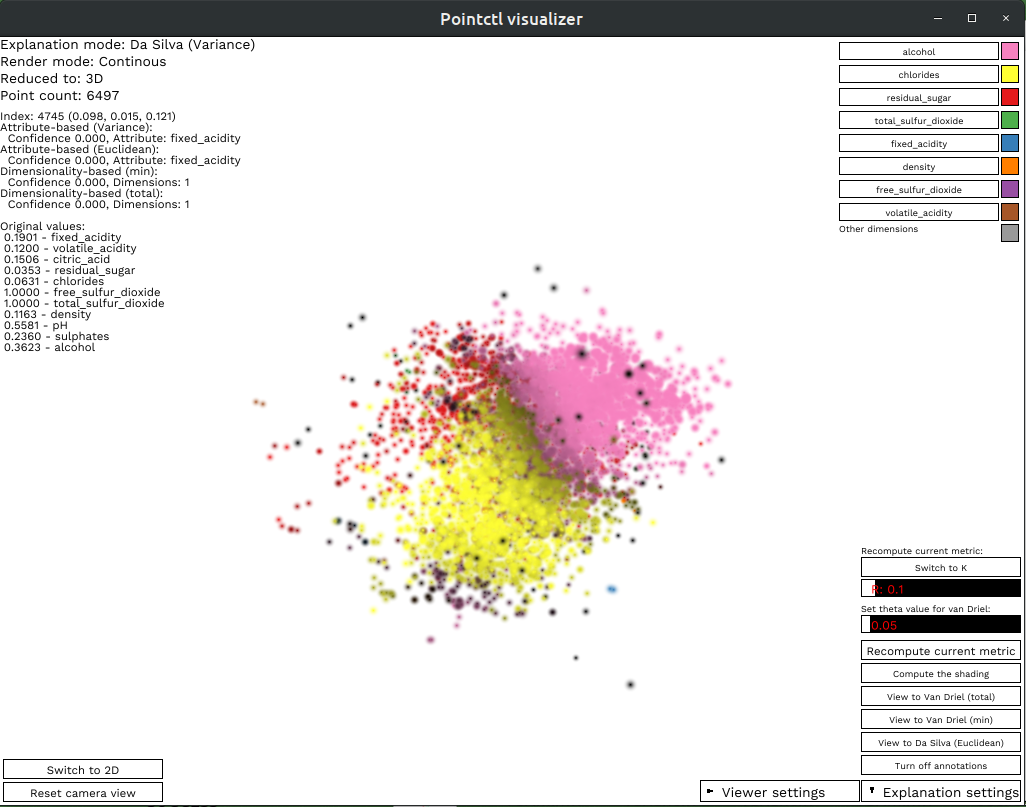 Pointctl visualizer
Explanation mode: Da Silva (Variance)
Render mode: Continous
Reduced to: 3D
Point count: 6497
Index: 4745 (0.098, 0.015, 0.121)
Attribute-based (Variance):
Confidence 0.000, Attribute: fixed_acidity
Attribute-based (Euclidean):
Confidence 0.000, Attribute: fixed_acidity
Dimensionality-based (min):
Confidence 0.000, Dimensions: 1
Dimensionality-based (total):
Confidence 0.000, Dimensions: 1
Original values:
0.1901 - fixed_acidity
0.1200 - volatile_acidity
0.1506 - citric_acid
0.0353 - residual_sugar
0.0631 - chlorides
1.0000 - free_sulfur_dioxide
1.0000 - total_sulfur_dioxide
0.1163 - density
0.5581 - pH
0.2360 - sulphates
0.3623 - alcohol
alcohol
chlorides
residual_sugar
total_sulfur_dioxide
fixed_acidity
density
free_sulfur_dioxide
volatile_acidity
Other dimensions
Recompute current metric:
Switch to K
R: 0.1
Set theta value for van Driel:
0.05
Recompute current metric
Compute the shading
View to Van Driel (total)
View to Van Driel (min)
View to Da Silva (Euclidean)
Turn off annotations
Switch to 2D
Reset camera view
Viewer settings
Explanation settings